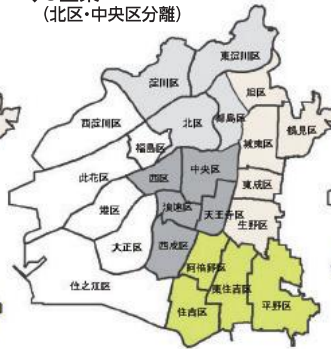 (北区・中央区分離)
東淀川区
淀川区
旭区
西淀川区
北区
都島区
鶴見区
福島区
城東区
此花区
西区
中央区
東成区
港区
浪速区
天王寺区
生野区
大正区
西成区
阿倍野区
住之江区
東住吉区
平野区
住吉区